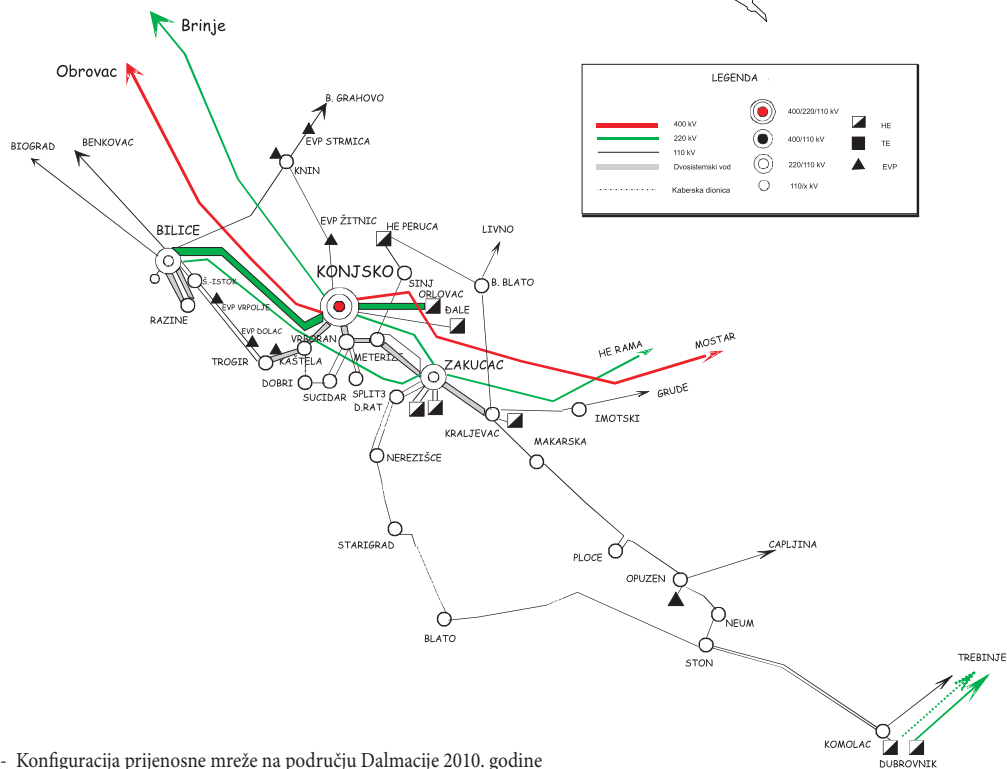 Brinje
Obrovac
B. GRAHOVO
EVP STRMICA
BENKOVAC
BIOGRAD
KNIN
LEGENDA
400 kV
220 kV
110 kV
Dvosistemski vod
Kaberska dionica
400/220/110 kV
400/110 kV
220/110 kV
110/x kV
HE
TE
EVP
EVP ŽITNIC
HE PERUCA
LIVNO
BILICE
KONJSKO
SINJ
B. BLATO
Š.-ISTOK
ORLOVAC
ĐALE
RAZINE
EVP VRPOLJE
EVP DOLAC
VRBORAN
METERIZE
HE RAMA
MOSTAR
TROGIR
KAŠTELA
ZAKUCAC
DOBRI
SUCIDAR
SPLIT3
D.RAT
GRUDE
IMOTSKI
KRALJEVAC
MAKARSKA
NEREZIŠCE
STARIGRAD
PLOCE
CAPLJINA
OPUZEN
NEUM
BLATO
STON
TREBINJE
KOMOLAC
DUBROVNIK
- Konfiguracija prijenosne mreže na području Dalmacije 2010. godine